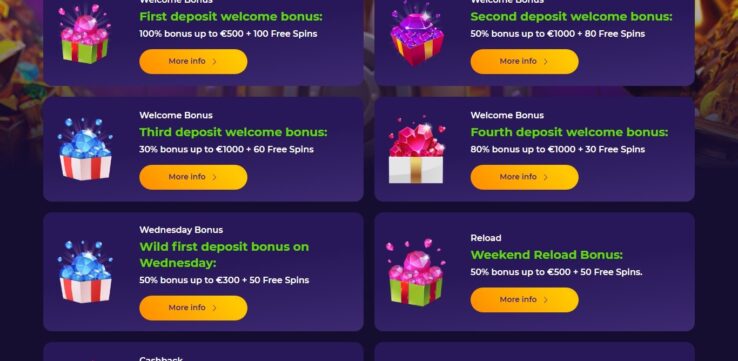 Welcome Bonus
First deposit welcome bonus:
100% bonus up to €500 + 100 Free Spins
More info
Welcome Bonus
Second deposit welcome bonus:
50% bonus up to €1000 + 80 Free Spins
More info
Welcome Bonus
Third deposit welcome bonus:
30% bonus up to €1000 + 60 Free Spins
More info
Welcome Bonus
Fourth deposit welcome bonus:
80% bonus up to €1000 + 30 Free Spins
More info
Wednesday Bonus
Wild first deposit bonus on
Wednesday:
50% bonus up to €300 + 50 Free Spins
More info
Reload
Weekend Reload Bonus:
50% bonus up to €500 + 50 Free Spins.
More info
Cashback